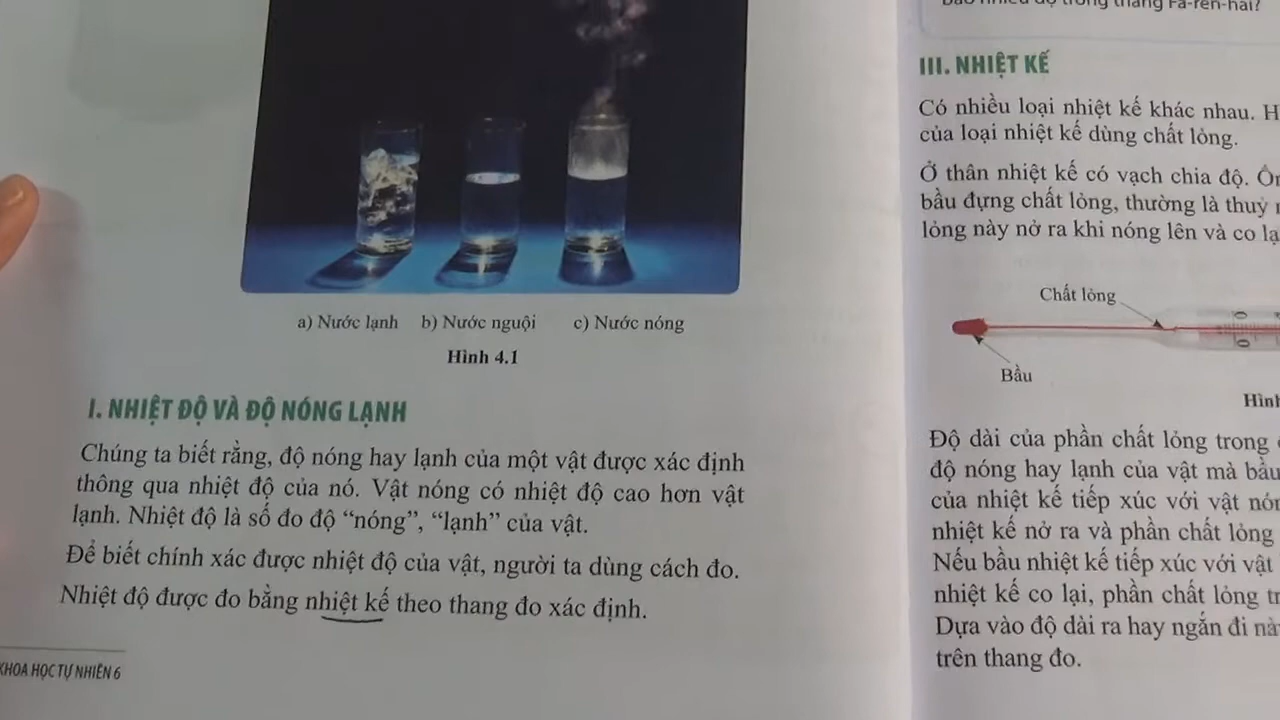 a) Nước lạnh b) Nước nguội c) Nước nóng
Hình 4.1
I. NHIỆT ĐỘ VÀ ĐỘ NÓNG LẠNH
Chúng ta biết rằng, độ nóng hay lạnh của một vật được xác định
thông qua nhiệt độ của nó. Vật nóng có nhiệt độ cao hơn vật
lạnh. Nhiệt độ là số đo độ “nóng”, “lạnh” của vật.
Để biết chính xác được nhiệt độ của vật, người ta dùng cách đo.
Nhiệt độ được đo bằng nhiệt kế theo thang đo xác định.
KHOA HỌC TỰ NHIÊN 6
độ trong thang Fa-ren-hai?
III. NHIỆT KẾ
Có nhiều loại nhiệt kế khác nhau.
của loại nhiệt kế dùng chất lỏng.
Ở thân nhiệt kế có vạch chia độ.
bầu đựng chất lỏng, thường là thuỷ
lỏng này nở ra khi nóng lên và co
Chất lỏng
Bầu
Độ dài của phần chất lỏng trong
độ nóng hay lạnh của vật mà bầu
của nhiệt kế tiếp xúc với vật
nhiệt kế nở ra và phần chất lỏng
Nếu bầu nhiệt kế tiếp xúc với vật
nhiệt kế co lại, phần chất lỏng
Dựa vào độ dài ra hay ngắn đi
trên thang đo.